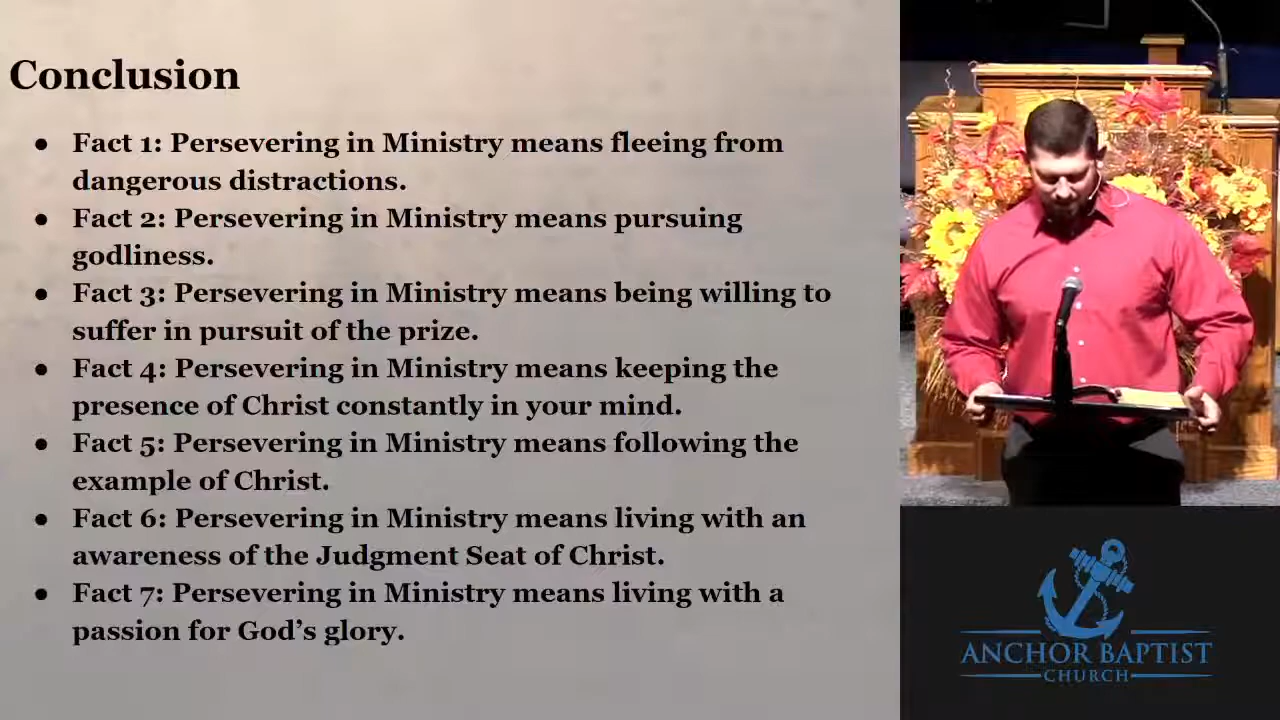 Conclusion
● Fact 1: Persevering in Ministry means fleeing from
dangerous distractions.
● Fact 2: Persevering in Ministry means pursuing
godliness.
● Fact 3: Persevering in Ministry means being willing to
suffer in pursuit of the prize.
● Fact 4: Persevering in Ministry means keeping the
presence of Christ constantly in your mind.
● Fact 5: Persevering in Ministry means following the
example of Christ.
● Fact 6: Persevering in Ministry means living with an
awareness of the Judgment Seat of Christ.
● Fact 7: Persevering in Ministry means living with a
passion for God’s glory.
ANCHOR BAPTIST
CHURCH